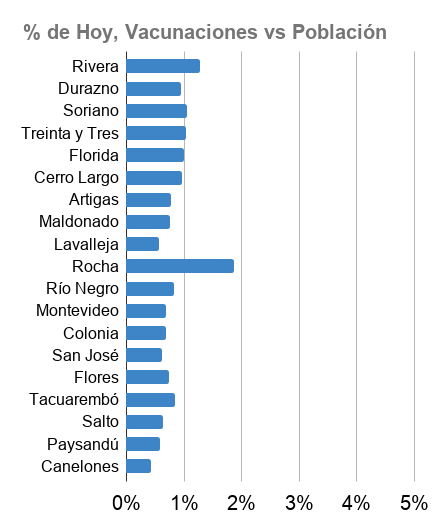 % de Hoy, Vacunaciones vs Población
Rivera
Durazno
Soriano
Treinta y Tres
Florida
Cerro Largo
Artigas
Maldonado
Lavalleja
Rocha
Río Negro
Montevideo
Colonia
San José
Flores
Tacuarembó
Salto
Paysandú
Canelones
0% 1% 2% 3% 4% 5%